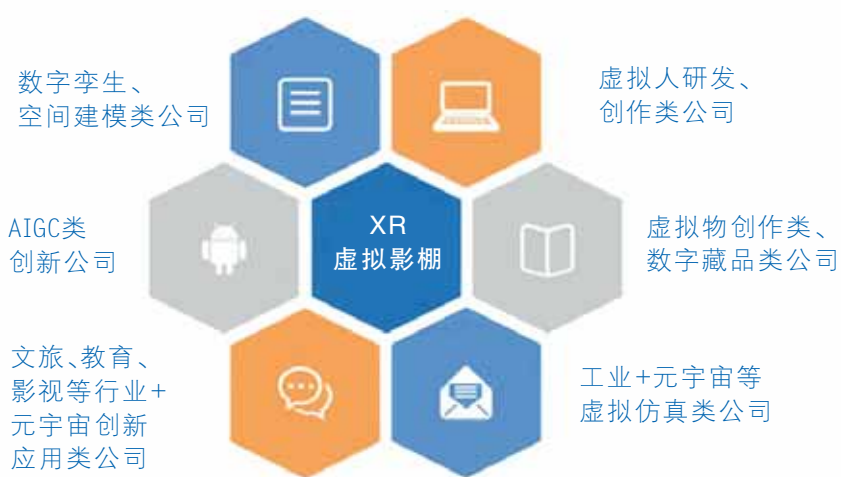 数字孪生、
空间建模类公司
虚拟人研发、
创作类公司
AIGC类
创新公司
XR
虚拟影棚
虚拟物创作类、
数字藏品类公司
文旅、教育、
影视等行业+
元宇宙创新
应用类公司
工业+元宇宙等
虚拟仿真类公司